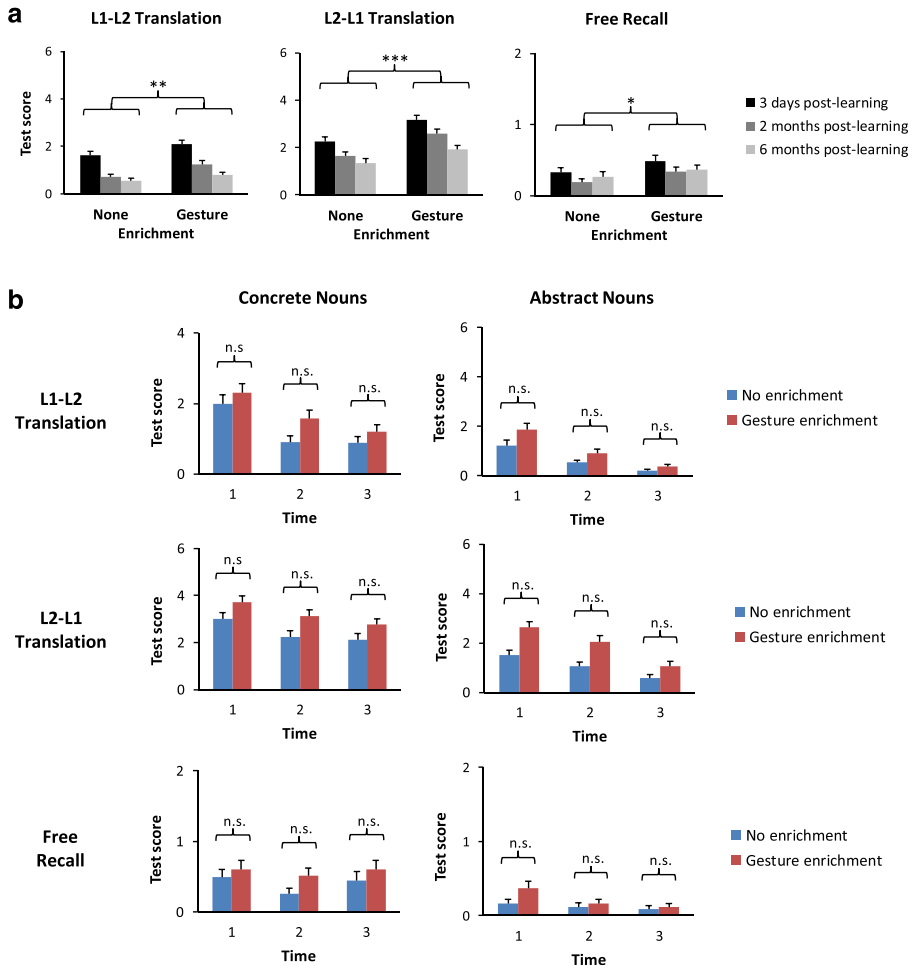 a
L1-L2 Translation
L2-L1 Translation
Free Recall
Test score
6
4
2
0
**
None
Gesture
Enrichment
6
4
2
0
***
None
Gesture
Enrichment
2
1
0
*
None
Gesture
Enrichment
3 days post-learning
2 months post-learning
6 months post-learning
b
Concrete Nouns
Abstract Nouns
L1–L2
Translation
Test score
4
2
0
n.s
n.s.
n.s.
1 2 3
Time
Test score
6
4
2
0
n.s.
n.s.
n.s.
1 2 3
Time
No enrichment
Gesture enrichment
L2-L1
Translation
Test score
6
4
2
0
n.s
n.s.
n.s.
1 2 3
Time
Test score
6
4
2
0
n.s.
n.s.
n.s.
1 2 3
Time
No enrichment
Gesture enrichment
Free
Recall
Test score
2
1
0
n.s.
n.s.
n.s.
1 2 3
Time
Test score
2
1
0
n.s.
n.s.
n.s.
1 2 3
Time
No enrichment
Gesture enrichment